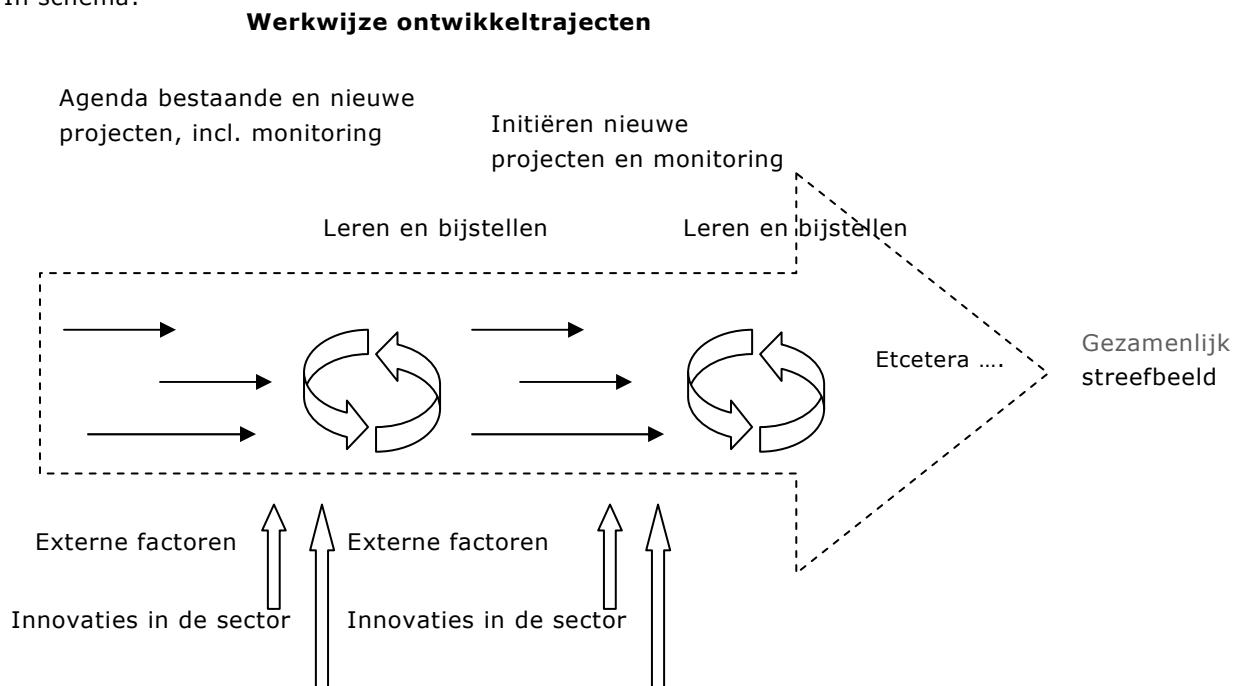 In schema:
Werkwijze ontwikkeltrajecten
Agenda bestaande en nieuwe
projecten, incl. monitoring
Initiëren nieuwe
projecten en monitoring
Leren en bijstellen
Leren en bijstellen
Etcetera ….
Gezamenlijk
streefbeeld
Externe factoren
Externe factoren
Innovaties in de sector
Innovaties in de sector